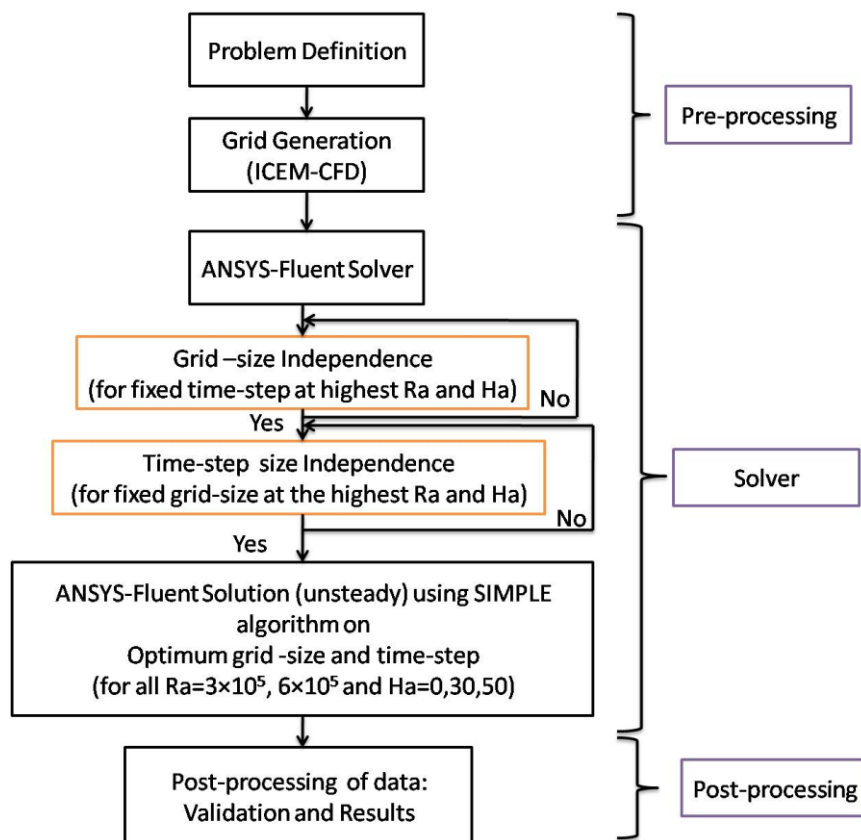 Problem Definition
Pre-processing
Grid Generation
(ICEM-CFD)
ANSYS-Fluent Solver
Grid –size Independence
(for fixed time-step at highest Ra and Ha)
No
Yes
Time-step size Independence
(for fixed grid-size at the highest Ra and Ha)
Solver
No
Yes
ANSYS-Fluent Solution (unsteady) using SIMPLE
algorithm on
Optimum grid -size and time-step
(for all Ra=3×10⁵, 6×10⁵ and Ha=0,30,50)
Post-processing of data:
Validation and Results
Post-processing